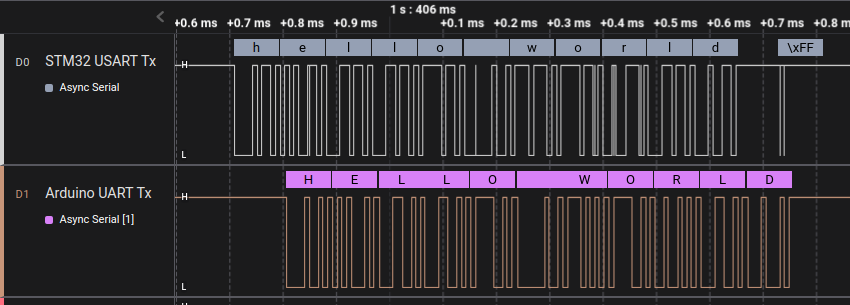 1 s : 406 ms
+0.6 ms +0.7 ms +0.8 ms +0.9 ms +0.1 ms +0.2 ms +0.3 ms +0.4 ms +0.5 ms +0.6 ms +0.7 ms +0.8 m
h e l l o w o r l d \xFF
D0 STM32 USART Tx H
Async Serial
L
H E L L O W O R L D
D1 Arduino UART Tx H
Async Serial [1]
L
H